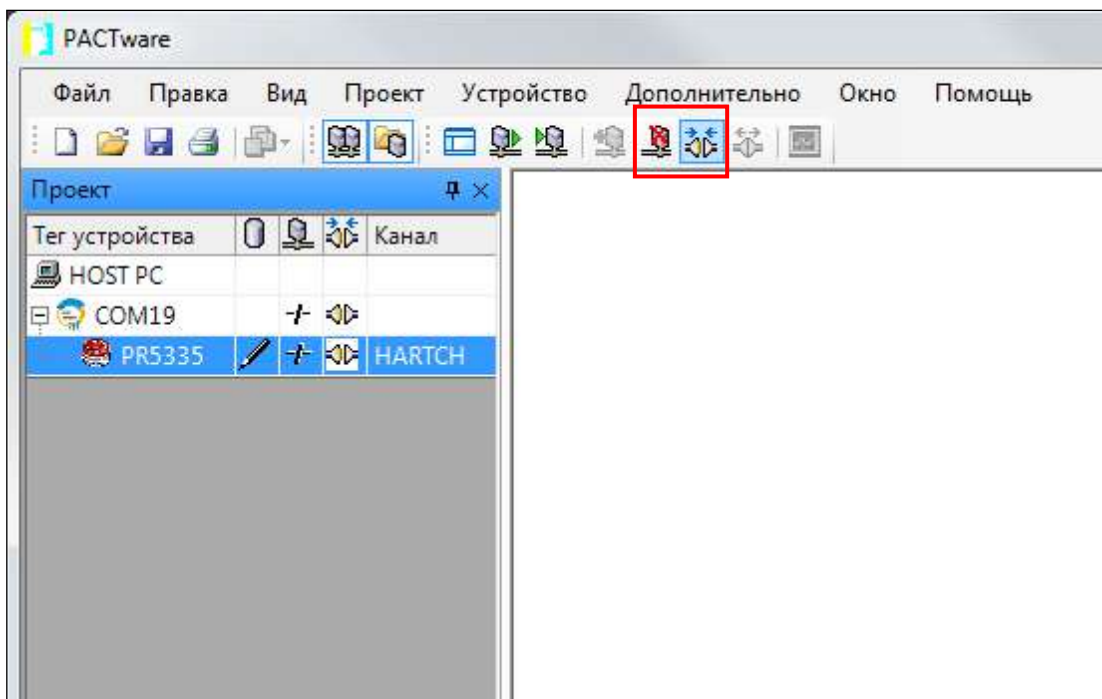 PACTware
Файл Правка Вид Проект Устройство Дополнительно Окно Помощь
Проект
Тег устройства Канал
HOST PC
COM19
PR5335 HARTCH